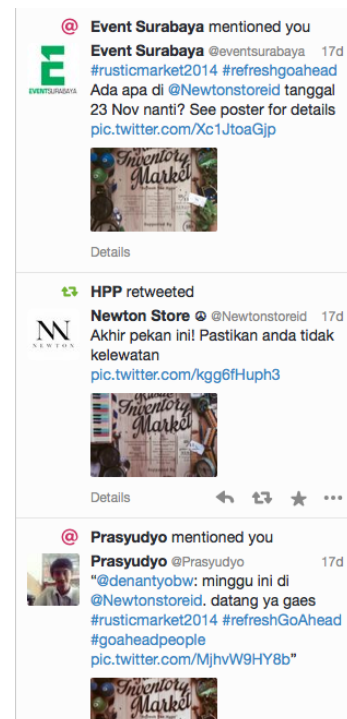 Event Surabaya mentioned you
Event Surabaya @eventsurabaya 17d
EVENTSURABAYA
#rusticmarket2014 #refreshgoahead
Ada apa di @Newtonstoreid tanggal
23 Nov nanti? See poster for details
pic.twitter.com/Xc1JtoaGjp
Inventory
Market
Details
HPP retweeted
Newton Store @Newtonstoreid 17d
NEWTON
Akhir pekan ini! Pastikan anda tidak
kelewatan
pic.twitter.com/kgg6fHuph3
Inventory
Market
Details
Prasyudyo mentioned you
Prasyudyo @Prasyudyo 17d
“@denantyobw: minggu ini di
@Newtonstoreid. datang ya gaes
#rusticmarket2014 #refreshGoAhead
#goaheadpeople
pic.twitter.com/MjhvW9HY8b”
Inventory
Market